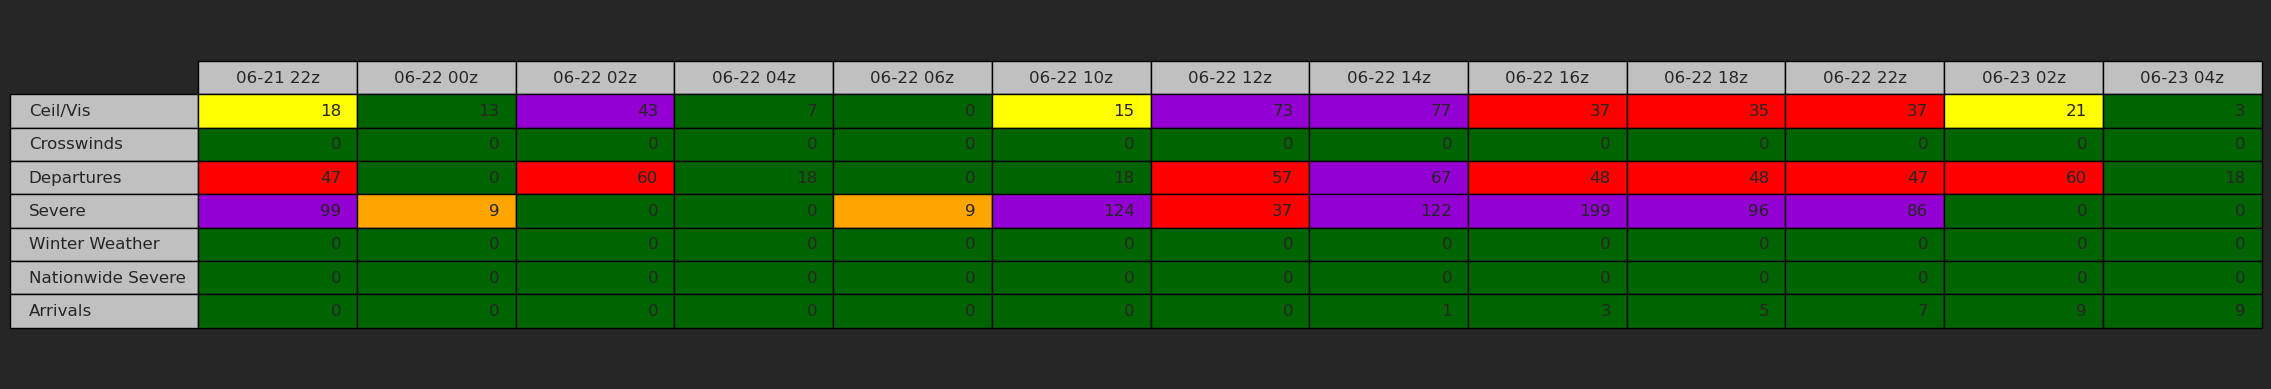 06-21 22z 06-22 00z 06-22 02z 06-22 04z 06-22 06z 06-22 10z 06-22 12z 06-22 14z 06-22 16z 06-22 18z 06-22 22z 06-23 02z 06-23 04z
Ceil/Vis 18 13 43 7 0 15 73 77 37 35 37 21 3
Crosswinds 0 0 0 0 0 0 0 0 0 0 0 0 0
Departures 47 0 60 18 0 18 57 67 48 48 47 60 18
Severe 99 9 0 0 9 124 37 122 199 96 86 0 0
Winter Weather 0 0 0 0 0 0 0 0 0 0 0 0 0
Nationwide Severe 0 0 0 0 0 0 0 0 0 0 0 0 0
Arrivals 0 0 0 0 0 0 0 1 3 5 7 9 9